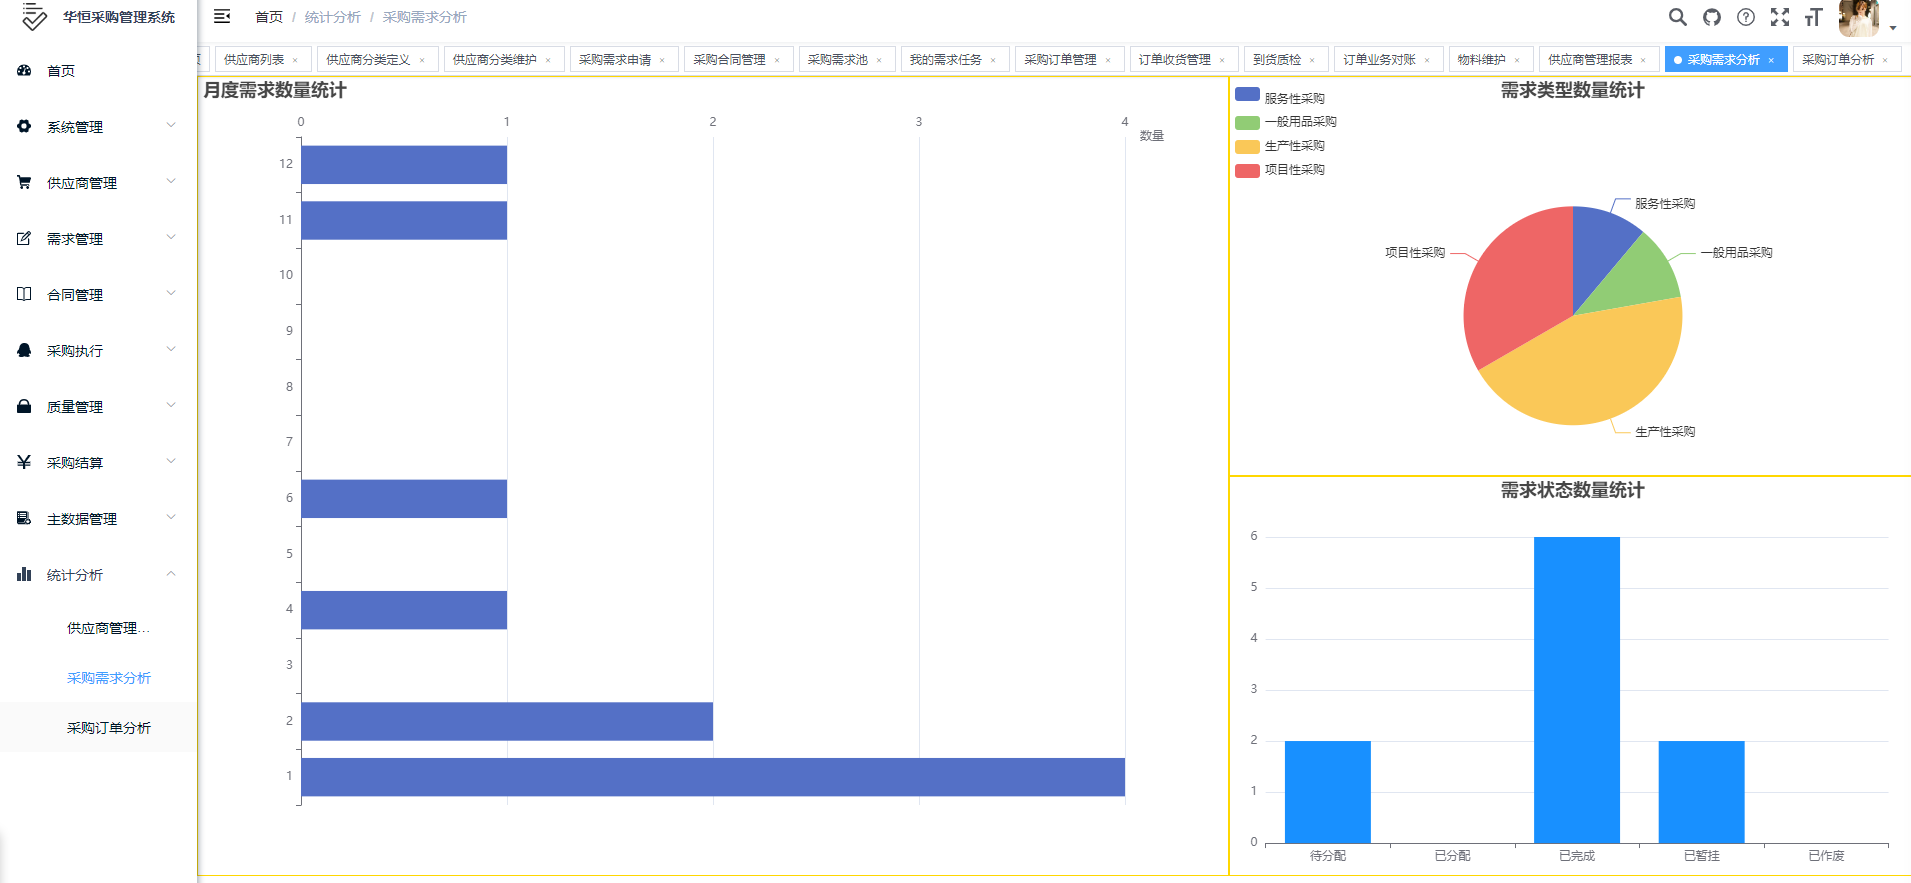 华恒采购管理系统
首页 / 统计分析 / 采购需求分析
供应商列表 ×
供应商分类定义 ×
供应商分类维护 ×
采购需求申请 ×
采购合同管理 ×
采购需求池 ×
我的需求任务 ×
采购订单管理 ×
订单收货管理 ×
到货质检 ×
订单业务对账 ×
物料维护 ×
供应商管理报表 ×
采购需求分析 ×
采购订单分析 ×
首页
系统管理
供应商管理
需求管理
合同管理
采购执行
质量管理
采购结算
主数据管理
统计分析
供应商管理...
采购需求分析
采购订单分析
月度需求数量统计
0 1 2 3 4
数量
12
11
10
9
8
7
6
5
4
3
2
1
需求类型数量统计
服务性采购
一般用品采购
生产性采购
项目性采购
服务性采购
一般用品采购
项目性采购
生产性采购
需求状态数量统计
6
5
4
3
2
1
0
待分配 已分配 已完成 已暂挂 已作废